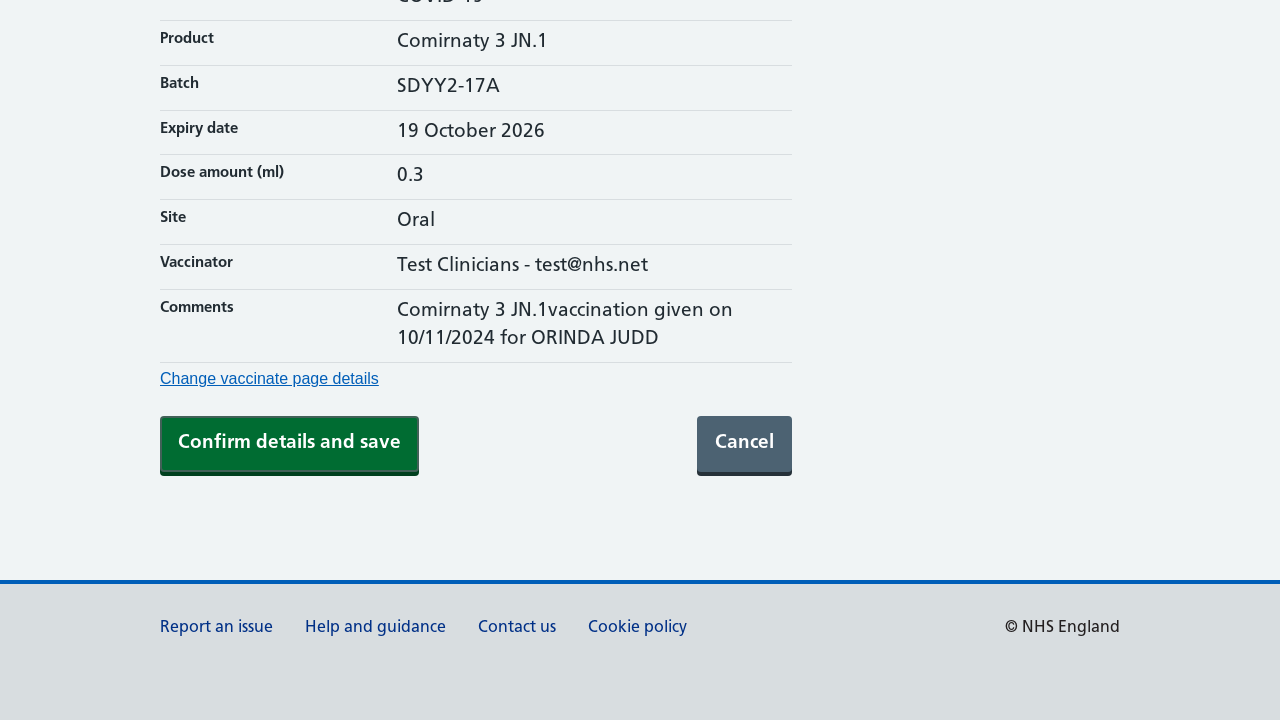 COVID-19
Product
Comirnaty 3 JN.1
Batch
SDYY2-17A
Expiry date
19 October 2026
Dose amount (ml)
0.3
Site
Oral
Vaccinator
Test Clinicians - test@nhs.net
Comments
Comirnaty 3 JN.1vaccination given on
10/11/2024 for ORINDA JUDD
Change vaccinate page details
Confirm details and save
Cancel
Report an issue
Help and guidance
Contact us
Cookie policy
© NHS England